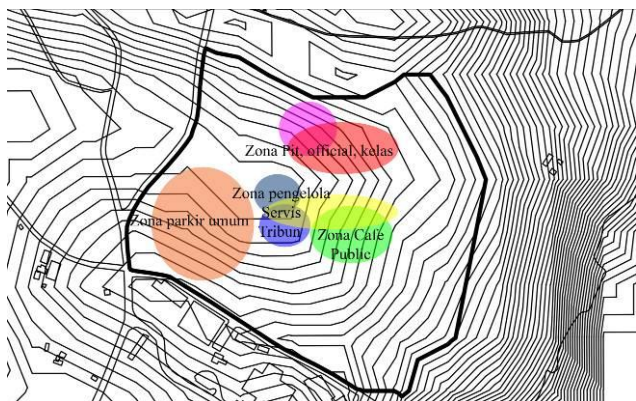 Zona Pit, official, kelas
Zona pengelola
Servis
Zona parkir umum
Tribun
Zona Cafe
Public